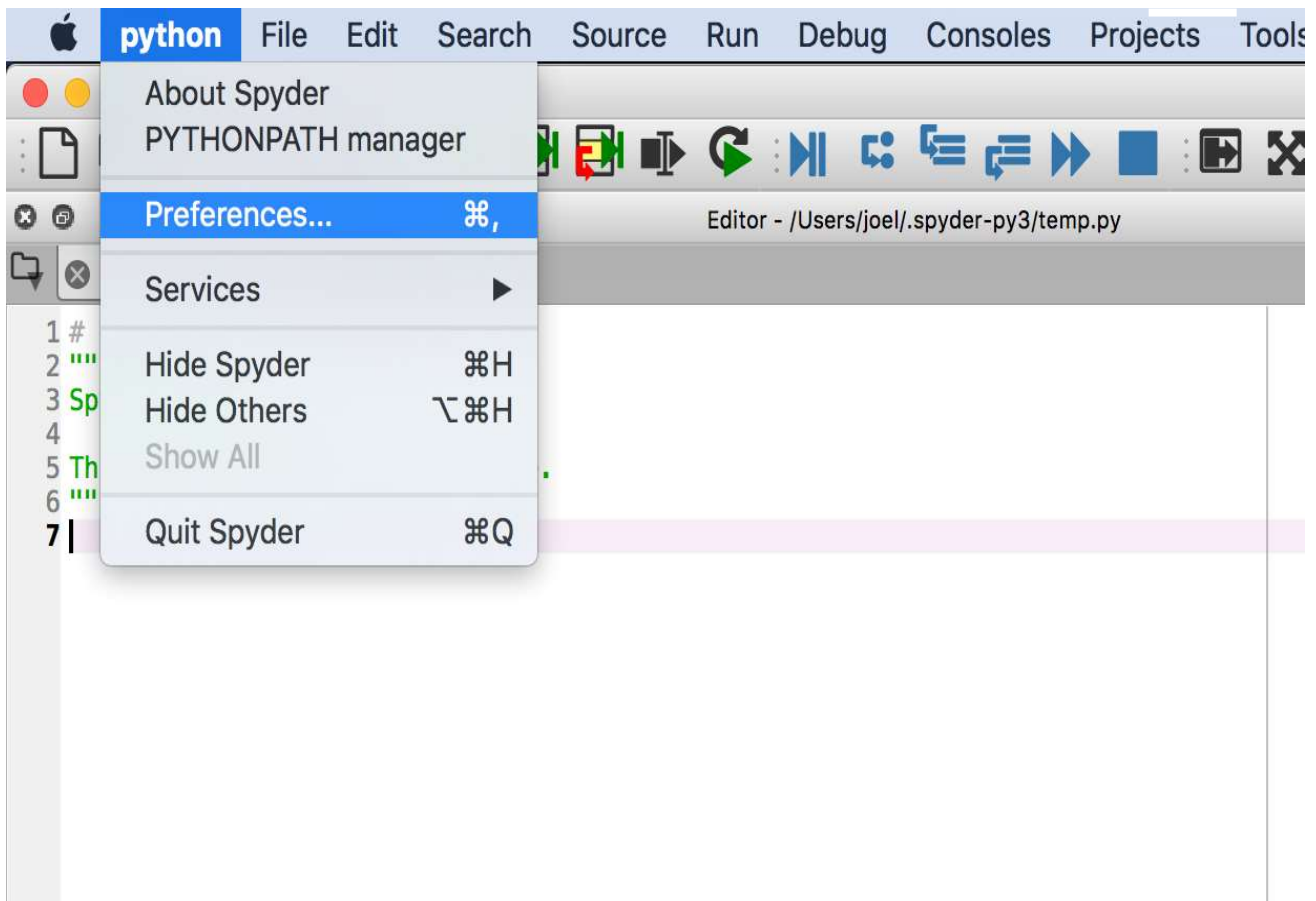 python File Edit Search Source Run Debug Consoles Projects Tools
About Spyder
PYTHONPATH manager
Preferences... ⌘,
Editor - /Users/joel/.spyder-py3/temp.py
Services ▶
Hide Spyder ⌘H
Hide Others ⌥⌘H
Show All
Quit Spyder ⌘Q
1 #
2 """
3 Sp
4
5 Th .
6 """
7